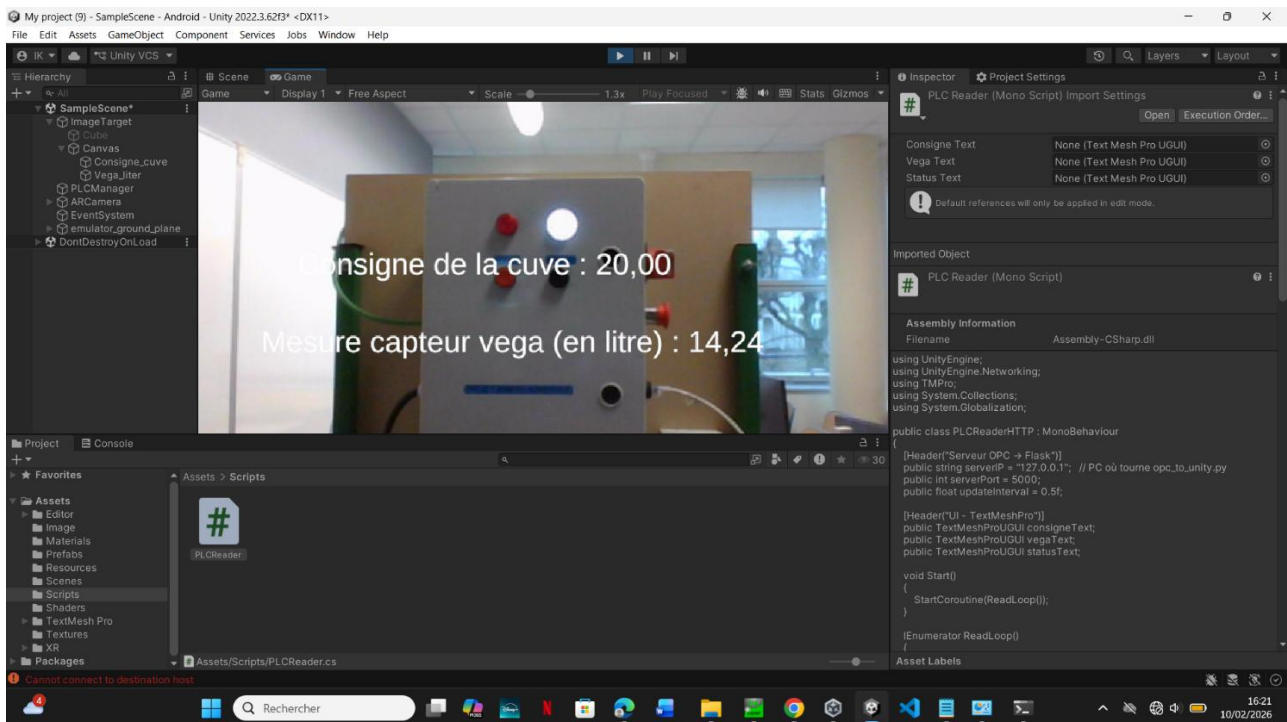 My project (9) - SampleScene - Android - Unity 2022.3.62f3* <DX11>
File Edit Assets GameObject Component Services Jobs Window Help
IK Unity VCS Layers Layout
Hierarchy
All
SampleScene*
ImageTarget
Cube
Canvas
Consigne_cuve
Vega_liter
PLCManager
ARCamera
EventSystem
emulator_ground_plane
DontDestroyOnLoad
Scene Game
Game Display 1 Free Aspect Scale 1.3x Play Focused Stats Gizmos
Consigne de la cuve : 20,00
Mesure capteur vega (en litre) : 14,24
Inspector Project Settings
PLC Reader (Mono Script) Import Settings
Open Execution Order...
Consigne Text None (Text Mesh Pro UGUI)
Vega Text None (Text Mesh Pro UGUI)
Status Text None (Text Mesh Pro UGUI)
Default references will only be applied in edit mode.
Imported Object
PLC Reader (Mono Script)
Assembly Information
Filename Assembly-CSharp.dll
using UnityEngine;
using UnityEngine.Networking;
using TMPro;
using System.Collections;
using System.Globalization;
public class PLCReaderHTTP : MonoBehaviour
{
[Header("Serveur OPC → Flask")]
public string serverIP = "127.0.0.1"; // PC où tourne opc_to_unity.py
public int serverPort = 5000;
public float updateInterval = 0.5f;
[Header("UI - TextMeshPro")]
public TextMeshProUGUI consigneText;
public TextMeshProUGUI vegaText;
public TextMeshProUGUI statusText;
void Start()
{
StartCoroutine(ReadLoop());
}
IEnumerator ReadLoop()
{
Asset Labels
Project Console
30
Favorites
Assets
Editor
Image
Materials
Prefabs
Resources
Scenes
Scripts
Shaders
TextMesh Pro
Textures
XR
Packages
Assets > Scripts
PLCReader
Assets/Scripts/PLCReader.cs
Cannot connect to destination host
4
Rechercher
16:21
10/02/2026